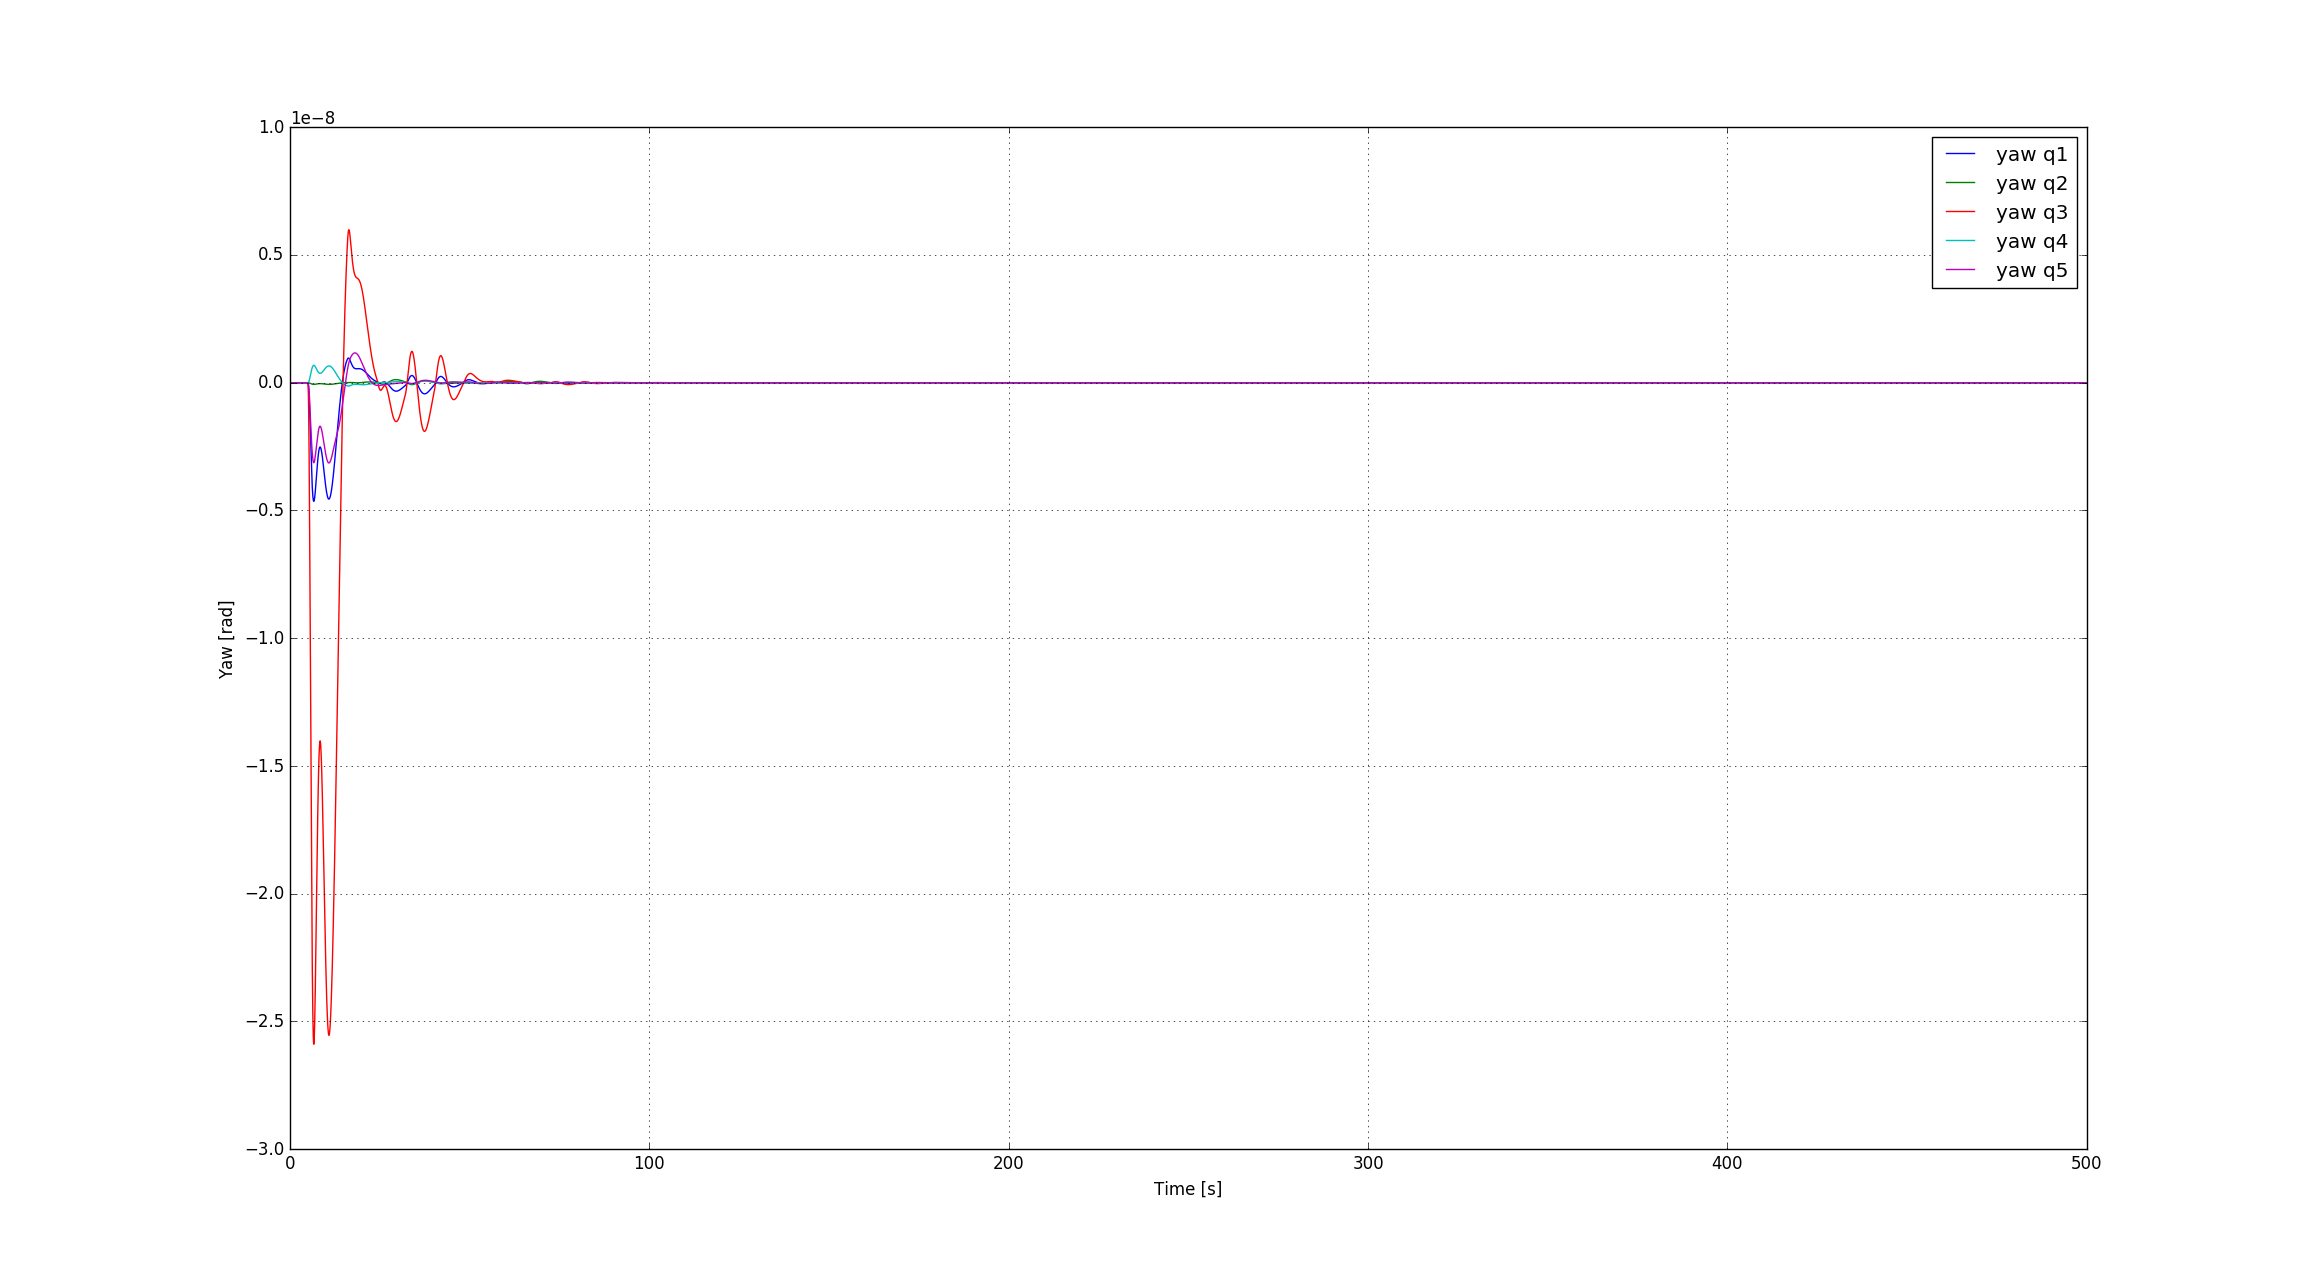 1e−8
1.0
0.5
0.0
−0.5
−1.0
−1.5
−2.0
−2.5
−3.0
Yaw [rad]
0 100 200 300 400 500
Time [s]
yaw q1
yaw q2
yaw q3
yaw q4
yaw q5